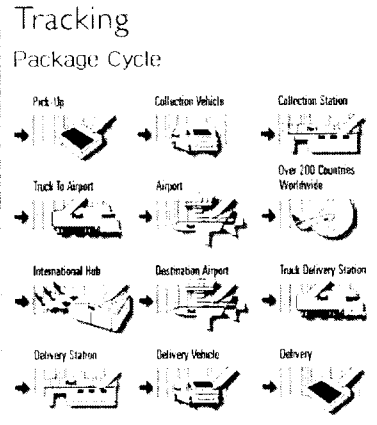 Tracking
Package Cycle
Pick-Up
Collection Vehicle
Collection Station
Truck To Airport
Airport
Over 200 Countries
Worldwide
International Hub
Destination Airport
Truck Delivery Station
Delivery Station
Delivery Vehicle
Delivery